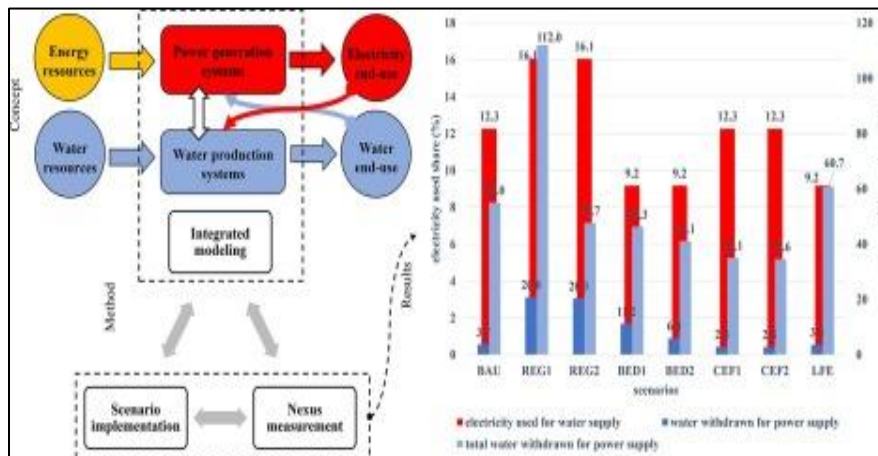 Concept
Energy
resources
Power generation
systems
Electricity
end-use
Water
resources
Water production
systems
Water
end-use
Integrated
modeling
Method
Results
Scenario
implementation
Nexus
measurement
electricity used share (%)
18
16
14
12
10
8
6
4
2
0
120
100
80
60
40
20
0
12.3
16.1
112.0
16.1
9.2
9.2
12.3
12.3
9.2
60.7
BAU REG1 REG2 BED1 BED2 CEF1 CEF2 LFE
scenarios
electricity used for water supply
water withdrawn for power supply
total water withdrawn for power supply